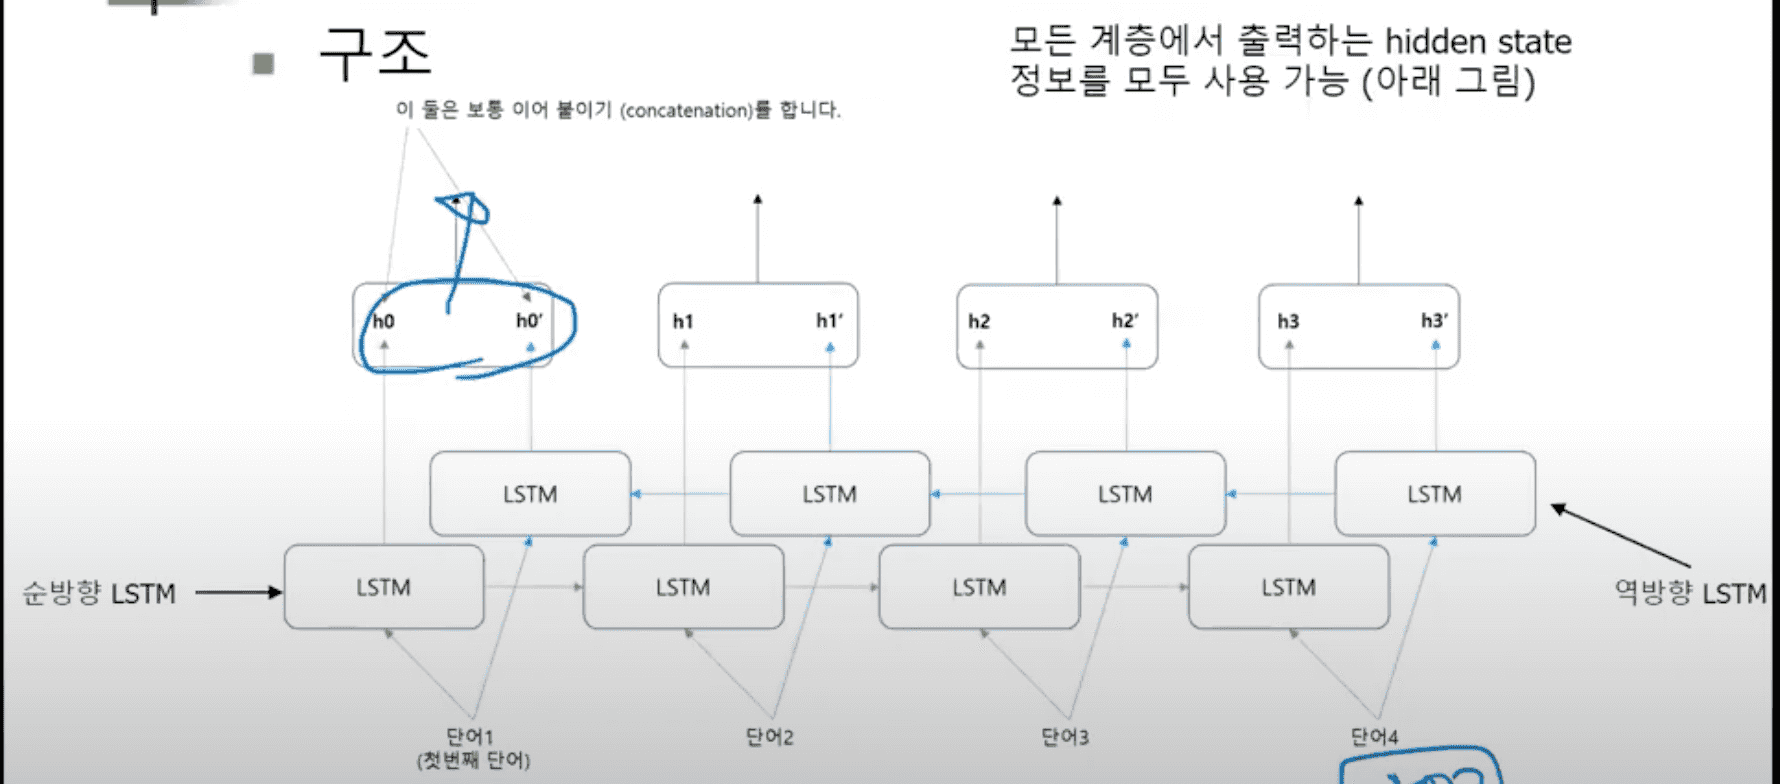 구조
모든 계층에서 출력하는 hidden state
정보를 모두 사용 가능 (아래 그림)
이 둘은 보통 이어 붙이기 (concatenation)를 합니다.
h0 h0′ h1 h1′ h2 h2′ h3 h3′
LSTM LSTM LSTM LSTM
순방향 LSTM LSTM LSTM LSTM LSTM 역방향 LSTM
단어1 단어2 단어3 단어4
(첫번째 단어)